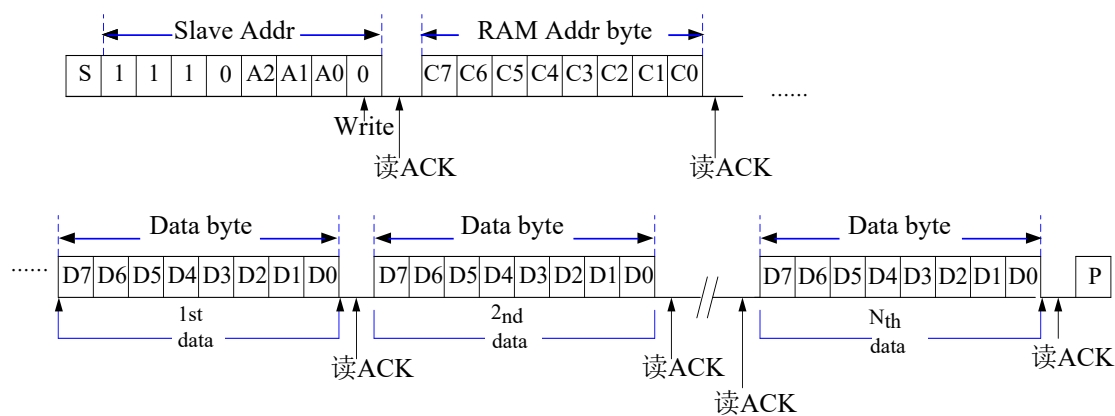 Slave Addr RAM Addr byte
S 1 1 1 0 A2 A1 A0 0 C7 C6 C5 C4 C3 C2 C1 C0 ......
Write
读ACK 读ACK
Data byte Data byte Data byte
...... D7 D6 D5 D4 D3 D2 D1 D0 D7 D6 D5 D4 D3 D2 D1 D0 // D7 D6 D5 D4 D3 D2 D1 D0 P
1st 2nd Nth
data data data
读ACK 读ACK 读ACK 读ACK